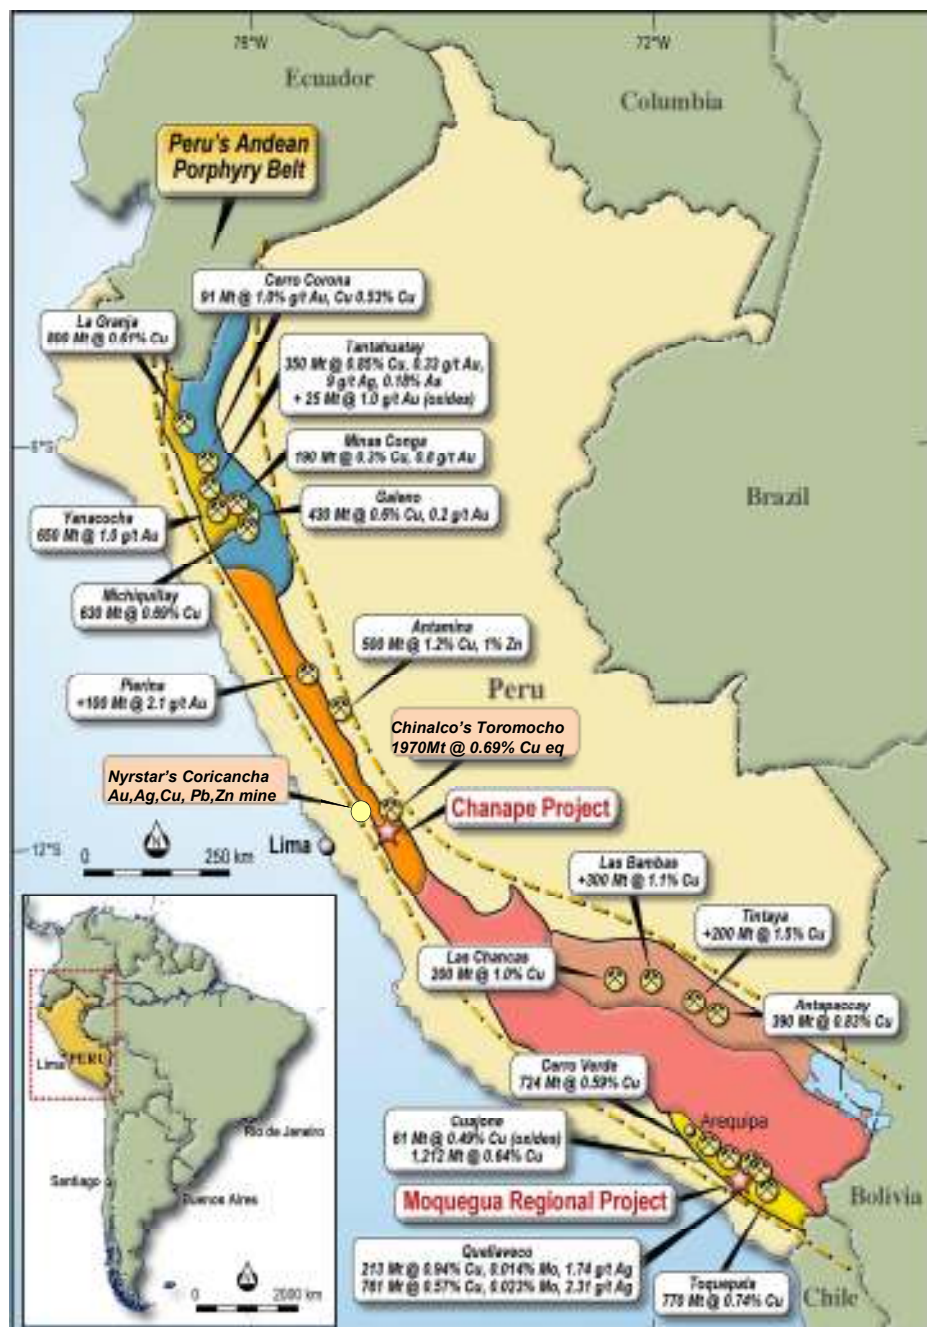 76°W
72°W
Ecuador
Columbia
Peru's Andean
Porphyry Belt
Cerro Corona
91 Mt @ 1.0% g/t Au, Cu 0.53% Cu
La Granja
800 Mt @ 0.61% Cu
Tantahuatay
350 Mt @ 0.85% Cu, 0.33 g/t Au,
9 g/t Ag, 0.18% As
+ 25 Mt @ 1.0 g/t Au (oxides)
Minas Conga
190 Mt @ 0.3% Cu, 0.8 g/t Au
Brazil
Galeno
430 Mt @ 0.6% Cu, 0.2 g/t Au
Yanacocha
650 Mt @ 1.0 g/t Au
Michiquillay
630 Mt @ 0.69% Cu
Antamina
500 Mt @ 1.2% Cu, 1% Zn
Pierina
+100 Mt @ 2.1 g/t Au
Peru
Chinalco's Toromocho
1970Mt @ 0.69% Cu eq
Nyrstar's Coricancha
Au,Ag,Cu, Pb,Zn mine
Chanape Project
12°S
Lima
N
0 250 km
Las Bambas
+300 Mt @ 1.1% Cu
Tintaya
+200 Mt @ 1.5% Cu
Las Chancas
200 Mt @ 1.0% Cu
Antapaccay
390 Mt @ 0.83% Cu
Cerro Verde
724 Mt @ 0.59% Cu
Arequipa
Cuajone
61 Mt @ 0.49% Cu (oxides)
1,212 Mt @ 0.64% Cu
Moquegua Regional Project
Bolivia
Quellaveco
213 Mt @ 0.94% Cu, 0.014% Mo, 1.74 g/t Ag
761 Mt @ 0.57% Cu, 0.023% Mo, 2.31 g/t Ag
Toquepala
770 Mt @ 0.74% Cu
Chile
PERU
Lima
Rio de Janeiro
Santiago
Buenos Aires
N
0 2000 km